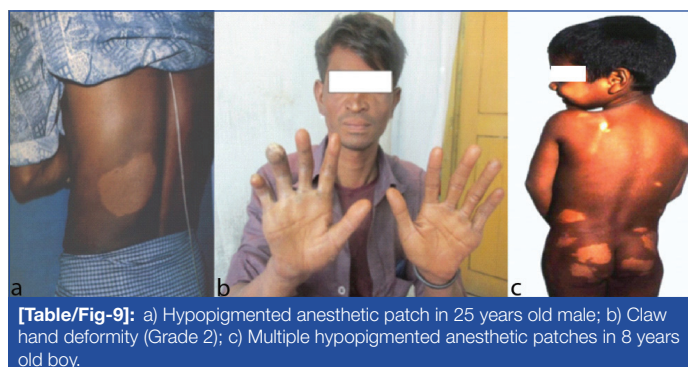 a
b
c
[Table/Fig-9]: a) Hypopigmented anesthetic patch in 25 years old male; b) Claw
hand deformity (Grade 2); c) Multiple hypopigmented anesthetic patches in 8 years
old boy.